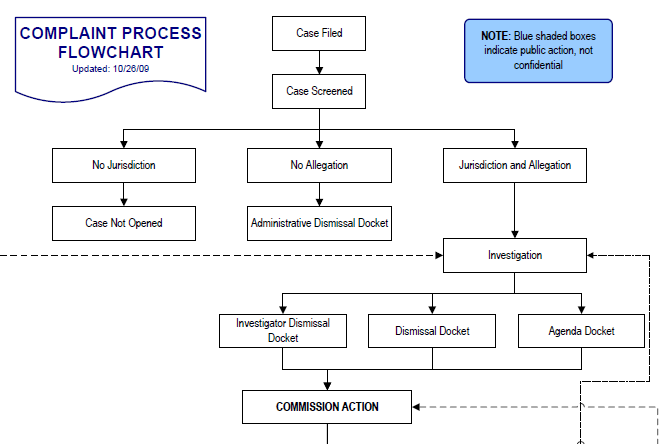 COMPLAINT PROCESS
FLOWCHART
Updated: 10/26/09
Case Filed
NOTE: Blue shaded boxes
indicate public action, not
confidential
Case Screened
No Jurisdiction
No Allegation
Jurisdiction and Allegation
Case Not Opened
Administrative Dismissal Docket
Investigation
Investigator Dismissal
Docket
Dismissal Docket
Agenda Docket
COMMISSION ACTION